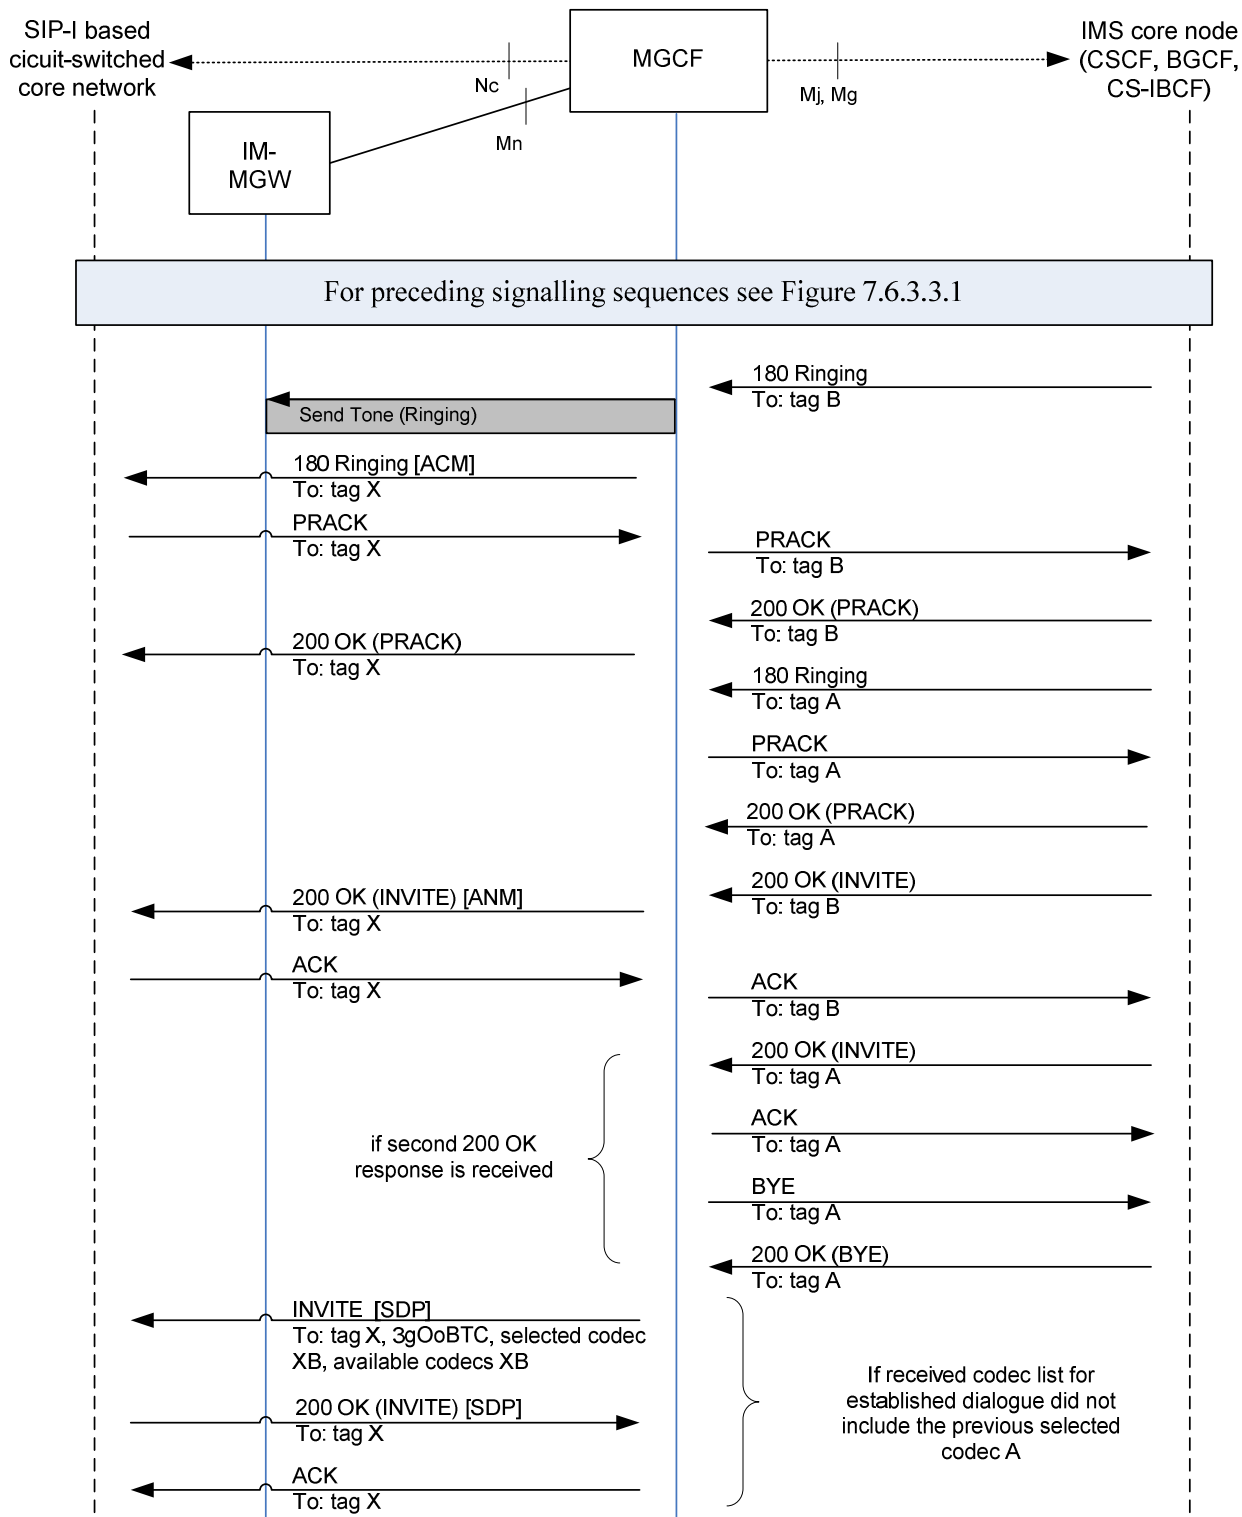 SIP-I based
cicuit-switched
core network
MGCF
IMS core node
(CSCF, BGCF,
CS-IBCF)
Nc
Mj, Mg
Mn
IM-
MGW
For preceding signalling sequences see Figure 7.6.3.3.1
180 Ringing
To: tag B
Send Tone (Ringing)
180 Ringing [ACM]
To: tag X
PRACK
To: tag X
PRACK
To: tag B
200 OK (PRACK)
To: tag B
200 OK (PRACK)
To: tag X
180 Ringing
To: tag A
PRACK
To: tag A
200 OK (PRACK)
To: tag A
200 OK (INVITE)
To: tag B
200 OK (INVITE) [ANM]
To: tag X
ACK
To: tag X
ACK
To: tag B
200 OK (INVITE)
To: tag A
ACK
To: tag A
if second 200 OK
response is received
BYE
To: tag A
200 OK (BYE)
To: tag A
INVITE [SDP]
To: tag X, 3gOoBTC, selected codec
XB, available codecs XB
If received codec list for
established dialogue did not
include the previous selected
codec A
200 OK (INVITE) [SDP]
To: tag X
ACK
To: tag X